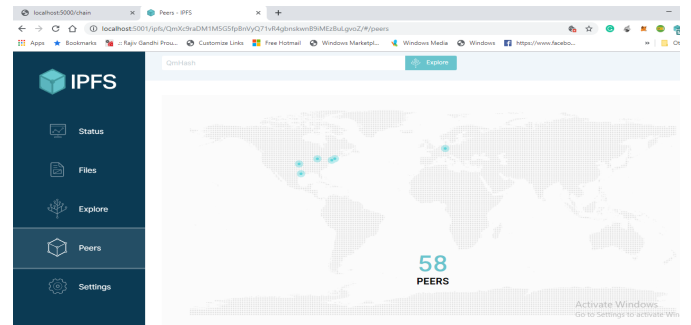 localhost:5000/chain
Peers - IPFS
localhost:5001/ipfs/QmXc9raDM1M5G5fpBnVyQ71vR4gbnskwnB9iMEzBuLgvoZ/#/peers
Apps Bookmarks :: Rajiv Gandhi Prou... Customize Links Free Hotmail Windows Marketpl... Windows Media Windows https://www.facebo... » Ot
IPFS
QmHash
Explore
Status
Files
Explore
Peers
Settings
58
PEERS
Activate Windows
Go to Settings to activate Win